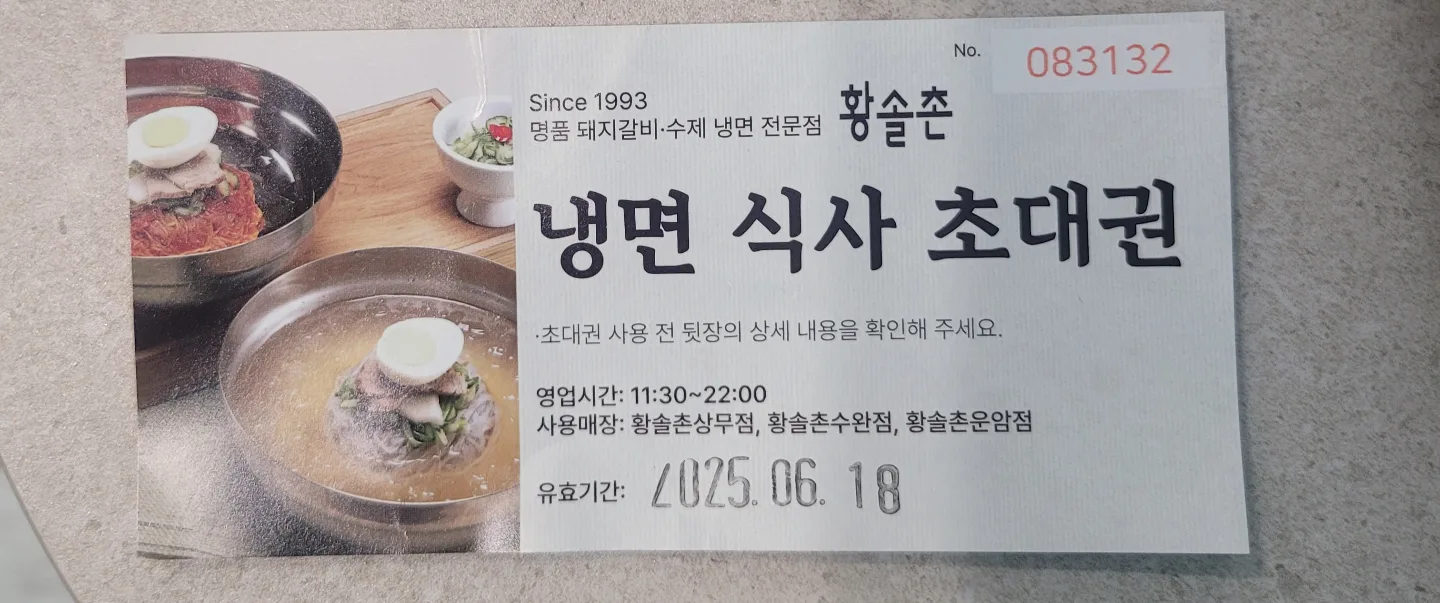 No. 083132
Since 1993
명품 돼지갈비·수제 냉면 전문점 황솔촌
냉면 식사 초대권
·초대권 사용 전 뒷장의 상세 내용을 확인해 주세요.
영업시간: 11:30~22:00
사용매장: 황솔촌상무점, 황솔촌수완점, 황솔촌운암점
유효기간: 2025. 06. 18